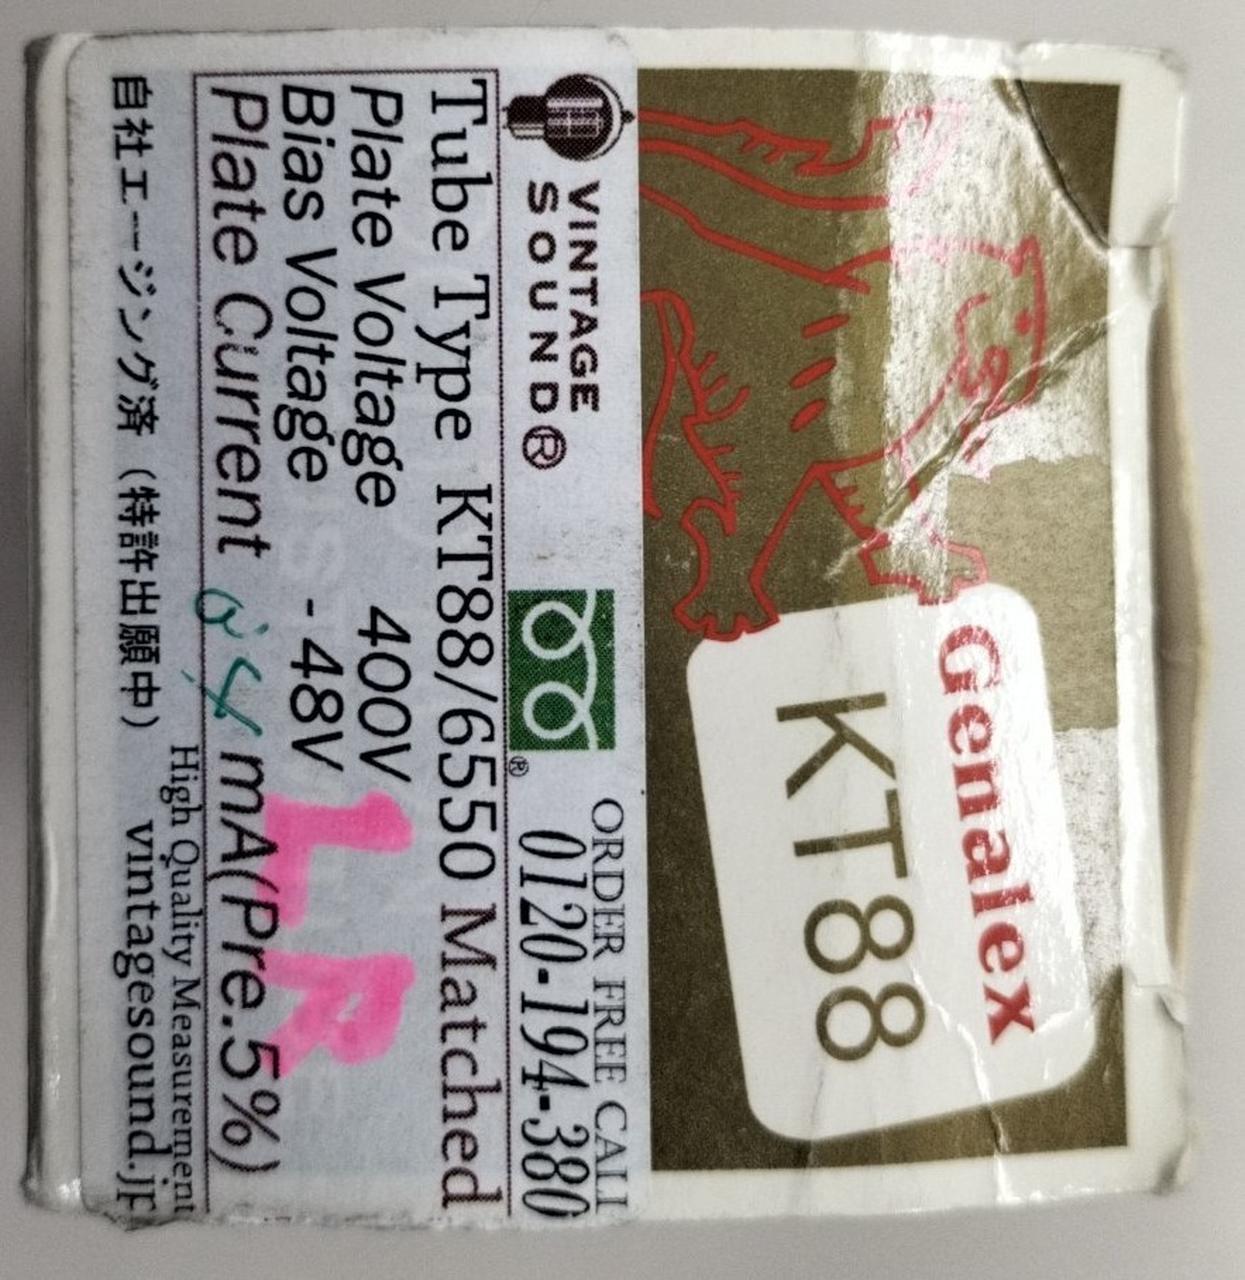 Genalex
KT88
VINTAGE
SOUND®
ORDER FREE CALL
0120-194-380
Tube Type KT88/6550 Matched
Plate Voltage 400V
Bias Voltage -48V
L R
Plate Current mA(Pre.5%)
High Quality Measurement
自社エージング済（特許出願中） vintagesound.jp